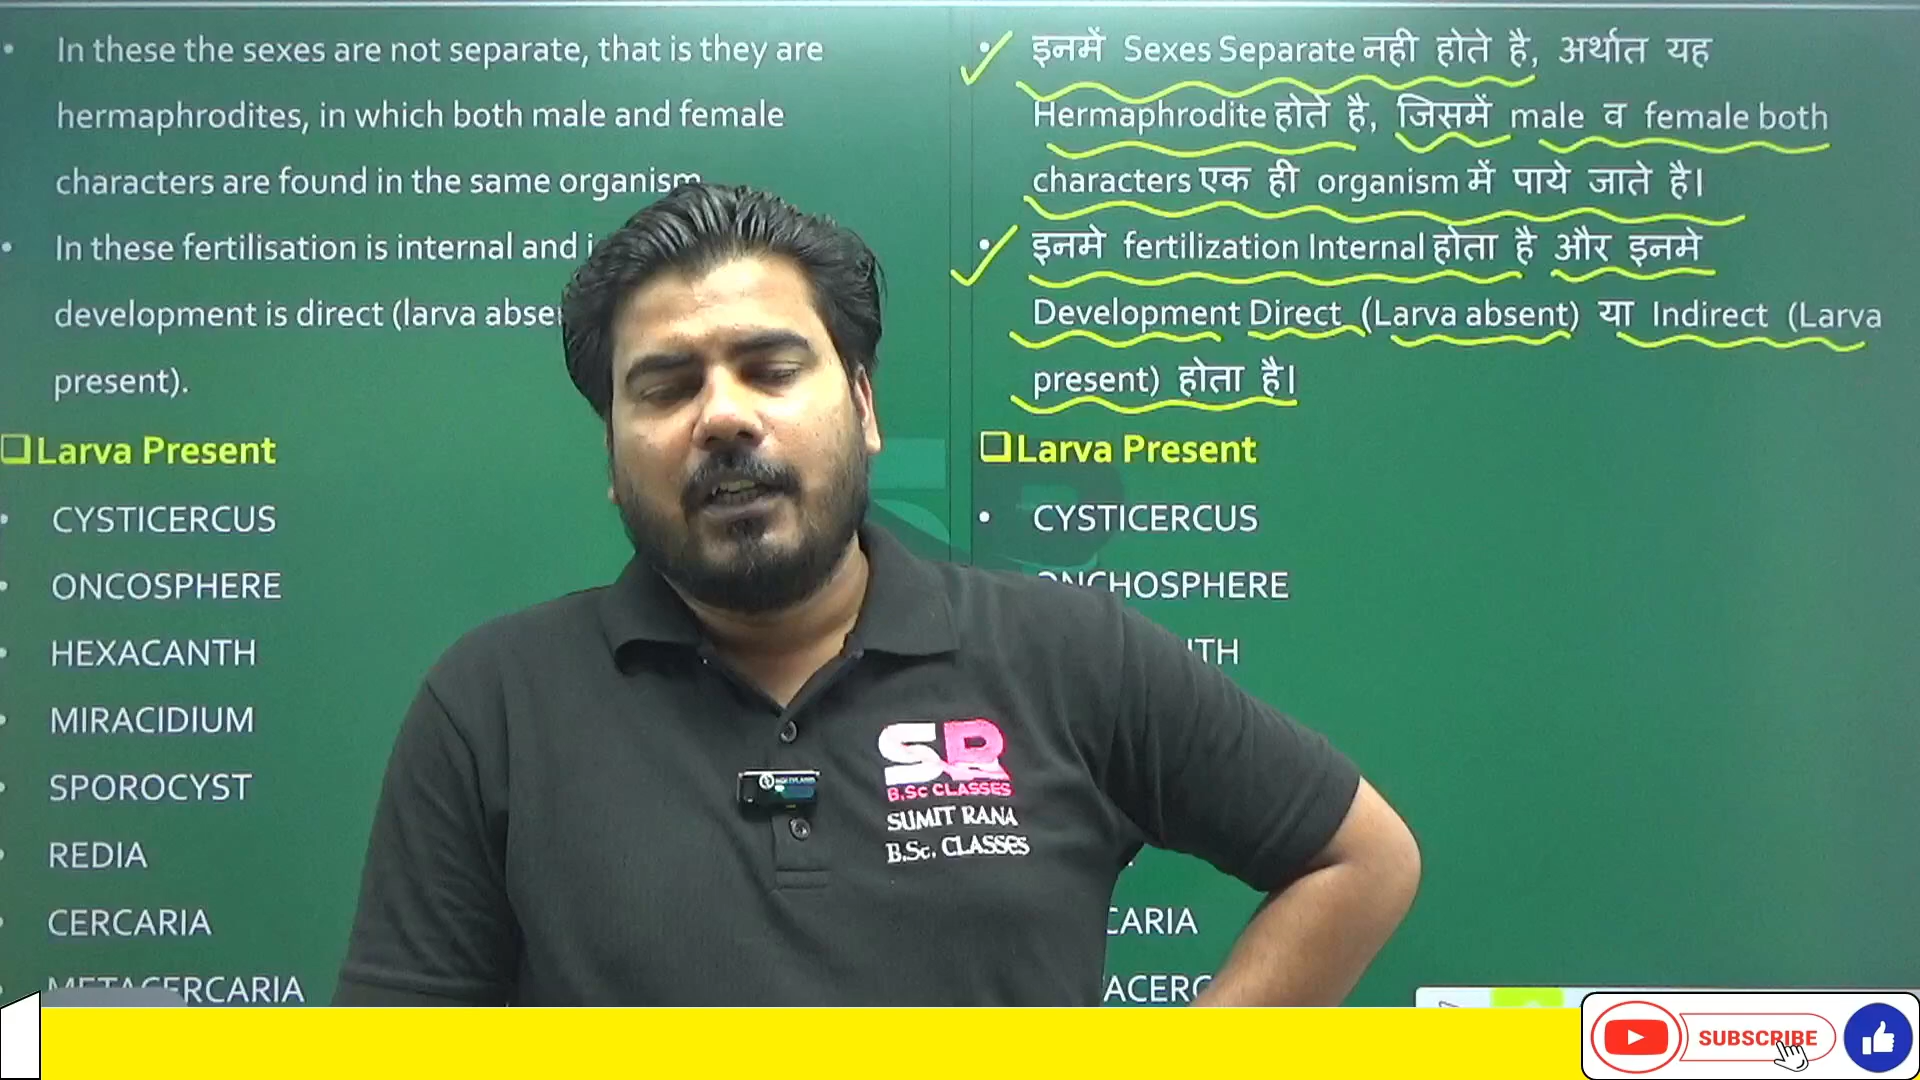 In these the sexes are not separate, that is they are
hermaphrodites, in which both male and female
characters are found in the same organism
In these fertilisation is internal and
development is direct (larva
present).
Larva Present
CYSTICERCUS
ONCOSPHERE
HEXACANTH
MIRACIDIUM
SPOROCYST
REDIA
CERCARIA
METACERCARIA
इनमें Sexes Separate नही होते है, अर्थात यह
Hermaphrodite होते है, जिसमें male व female both
characters एक ही organism में पाये जाते है।
इनमे fertilization Internal होता है और इनमे
Development Direct (Larva absent) या Indirect (Larva
present) होता है।
Larva Present
CYSTICERCUS
ONCHOSPHERE
SR
B.Sc CLASSES
SUMIT RANA
B.Sc. CLASSES
SUBSCRIBE